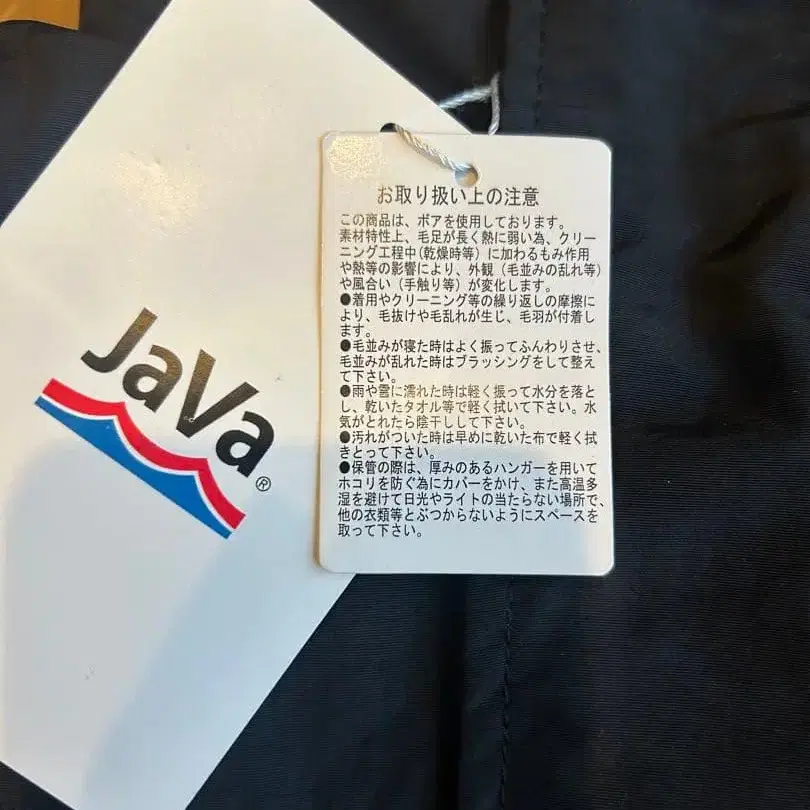 JaVa®
お取り扱い上の注意
この商品は、ボアを使用しております。
素材特性上、毛足が長く熱に弱い為、クリー
ニング工程中(乾燥時等)に加わるもみ作用
や熱等の影響により、外観（毛並みの乱れ等）
や風合い（手触り等）が変化します。
●着用やクリーニング等の繰り返しの摩擦に
より、毛抜けや毛乱れが生じ、毛羽が付着し
ます。
●毛並みが寝た時はよく振ってふんわりさせ、
毛並みが乱れた時はブラッシングをして整え
て下さい。
●雨や雪に濡れた時は軽く振って水分を落と
し、乾いたタオル等で軽く拭いて下さい。水
気がとれたら陰干しして下さい。
●汚れがついた時は早めに乾いた布で軽く拭
きとって下さい。
●保管の際は、厚みのあるハンガーを用いて
ホコリを防ぐ為にカバーをかけ、また高温多
湿を避けて日光やライトの当たらない場所で、
他の衣類等とぶつからないようにスペースを
取って下さい。